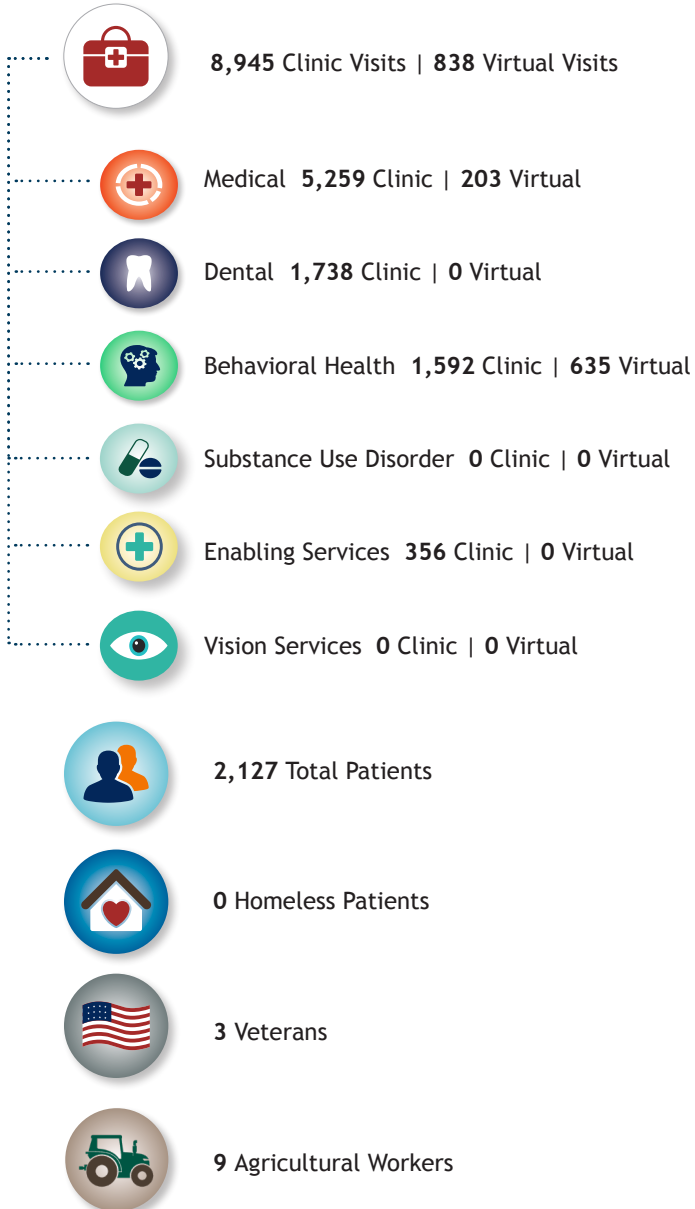 8,945 Clinic Visits | 838 Virtual Visits
Medical 5,259 Clinic | 203 Virtual
Dental 1,738 Clinic | 0 Virtual
Behavioral Health 1,592 Clinic | 635 Virtual
Substance Use Disorder 0 Clinic | 0 Virtual
Enabling Services 356 Clinic | 0 Virtual
Vision Services 0 Clinic | 0 Virtual
2,127 Total Patients
0 Homeless Patients
3 Veterans
9 Agricultural Workers